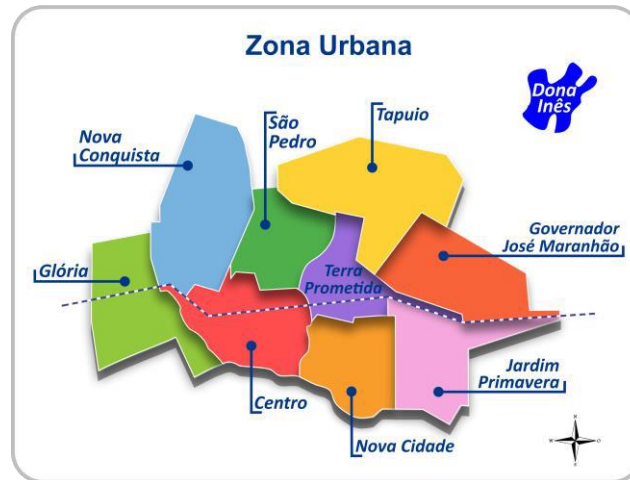 Zona Urbana
Dona
Inês
São
Pedro
Tapuio
Nova
Conquista
Governador
José Maranhão
Glória
Terra
Prometida
Jardim
Primavera
Centro
Nova Cidade